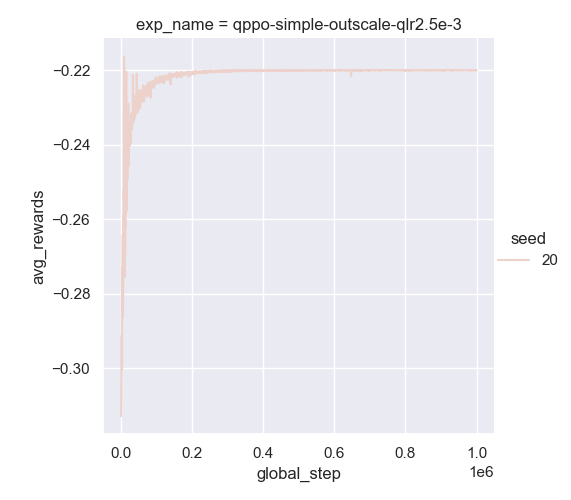 exp_name = qppo-simple-outscale-qlr2.5e-3
−0.22
−0.24
−0.26
−0.28
−0.30
avg_rewards
seed
20
0.0
0.2
0.4
0.6
0.8
1.0
1e6
global_step